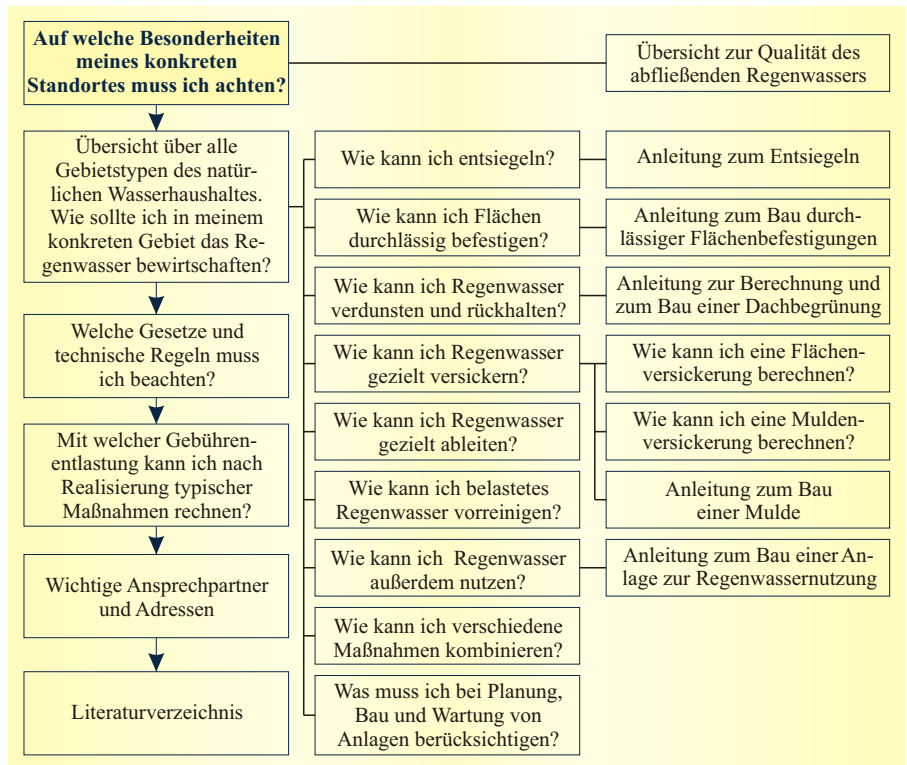 Auf welche Besonderheiten
meines konkreten
Standortes muss ich achten?
Übersicht zur Qualität des
abfließenden Regenwassers
Übersicht über alle
Gebietstypen des natür-
lichen Wasserhaushaltes.
Wie sollte ich in meinem
konkreten Gebiet das Re-
genwasser bewirtschaften?
Welche Gesetze und
technische Regeln muss
ich beachten?
Mit welcher Gebühren-
entlastung kann ich nach
Realisierung typischer
Maßnahmen rechnen?
Wichtige Ansprechpartner
und Adressen
Literaturverzeichnis
Wie kann ich entsiegeln?
Anleitung zum Entsiegeln
Wie kann ich Flächen
durchlässig befestigen?
Anleitung zum Bau durch-
lässiger Flächenbefestigungen
Wie kann ich Regenwasser
verdunsten und rückhalten?
Anleitung zur Berechnung und
zum Bau einer Dachbegrünung
Wie kann ich Regenwasser
gezielt versickern?
Wie kann ich eine Flächen-
versickerung berechnen?
Wie kann ich eine Mulden-
versickerung berechnen?
Anleitung zum Bau
einer Mulde
Wie kann ich Regenwasser
gezielt ableiten?
Wie kann ich belastetes
Regenwasser vorreinigen?
Wie kann ich Regenwasser
außerdem nutzen?
Anleitung zum Bau einer An-
lage zur Regenwassernutzung
Wie kann ich verschiedene
Maßnahmen kombinieren?
Was muss ich bei Planung,
Bau und Wartung von
Anlagen berücksichtigen?